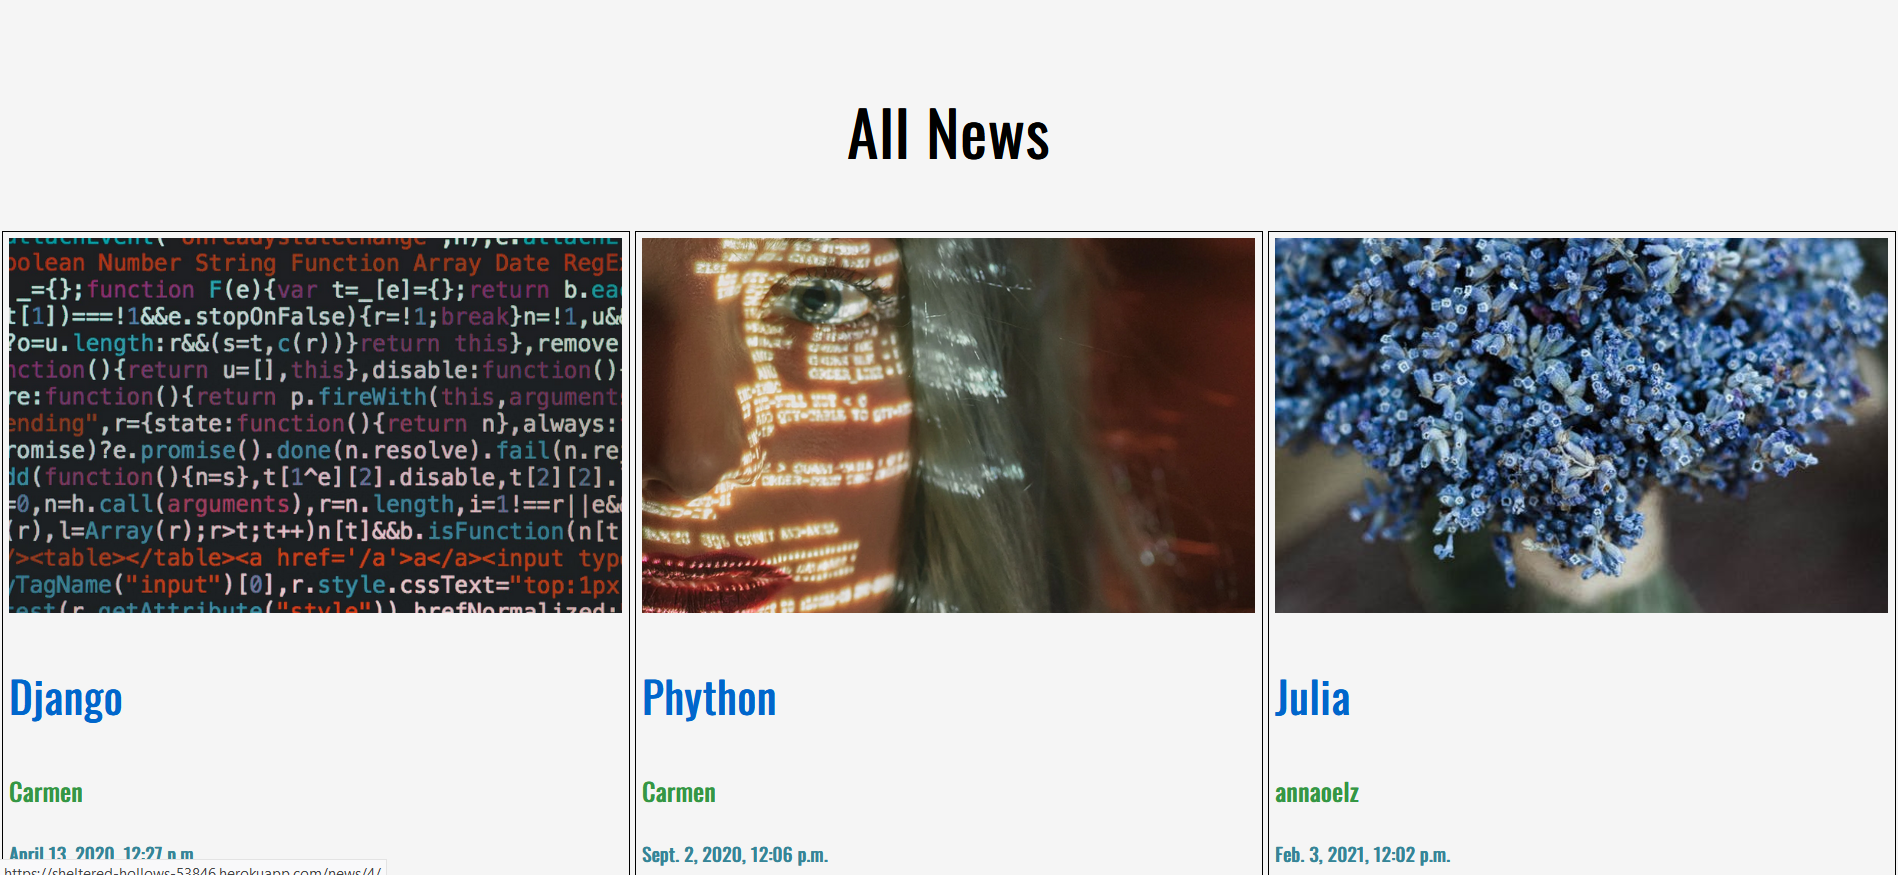 All News
attachEvent("onreadystatechange",n),e.attachE
oolean Number String Function Array Date RegEx
_={};function F(e){var t=_[e]={};return b.ea
t[1])===!1&&e.stopOnFalse){r=!1;break}n=!1,u&
?o=u.length:r&&(s=t,c(r))}return this},remove
nction(){return u=[],this},disable:function()
re:function(){return p.fireWith(this,argument
ending",r={state:function(){return n},always:
romise)?e.promise().done(n.resolve).fail(n.re
dd(function(){n=s},t[1^e][2].disable,t[2][2].
=0,n=h.call(arguments),r=n.length,i=1!==r||e&
(r),l=Array(r);r>t;t++)n[t]&&b.isFunction(n[t
/><table></table><a href='/a'>a</a><input typ
yTagName("input")[0],r.style.cssText="top:1px
test(r.getAttribute("style")),hrefNormalized:
Django
Carmen
April 13, 2020, 12:27 p.m.
Phython
Carmen
Sept. 2, 2020, 12:06 p.m.
Julia
annaoelz
Feb. 3, 2021, 12:02 p.m.
https://sheltered-hollows-53846.herokuapp.com/news/4/